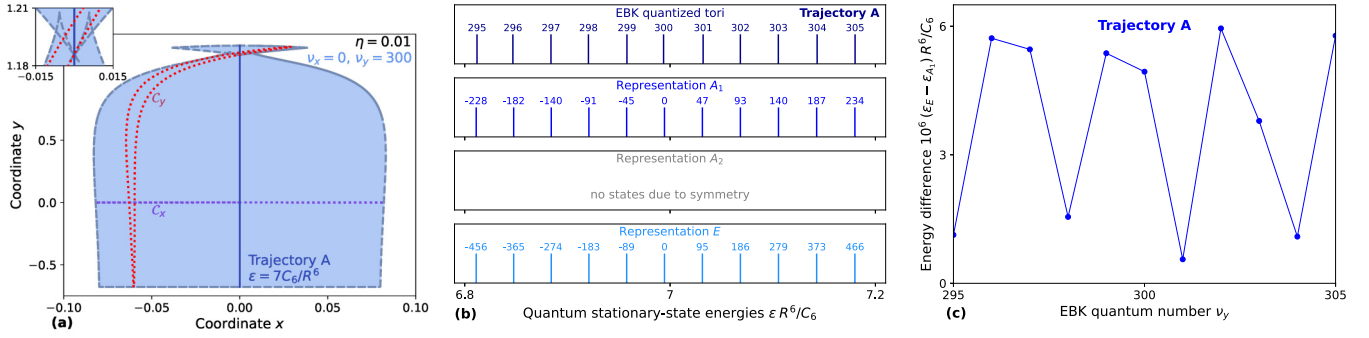 1.21
1.18
−0.015
0.015
η = 0.01
νx = 0, νy = 300
Cy
Cx
Trajectory A
ε = 7C6/R⁶
Coordinate y
0.5
0.0
−0.5
−0.10
−0.05
0.00
0.05
0.10
Coordinate x
(a)
EBK quantized tori
Trajectory A
295 296 297 298 299 300 301 302 303 304 305
Representation A1
-228 -182 -140 -91 -45 0 47 93 140 187 234
Representation A2
no states due to symmetry
Representation E
-456 -365 -274 -183 -89 0 95 186 279 373 466
6.8 7 7.2
(b)
Quantum stationary-state energies ε R⁶/C6
Trajectory A
Energy difference 10⁶ (εE − εA1) R⁶/C6
6
3
0
295 300 305
(c)
EBK quantum number νy